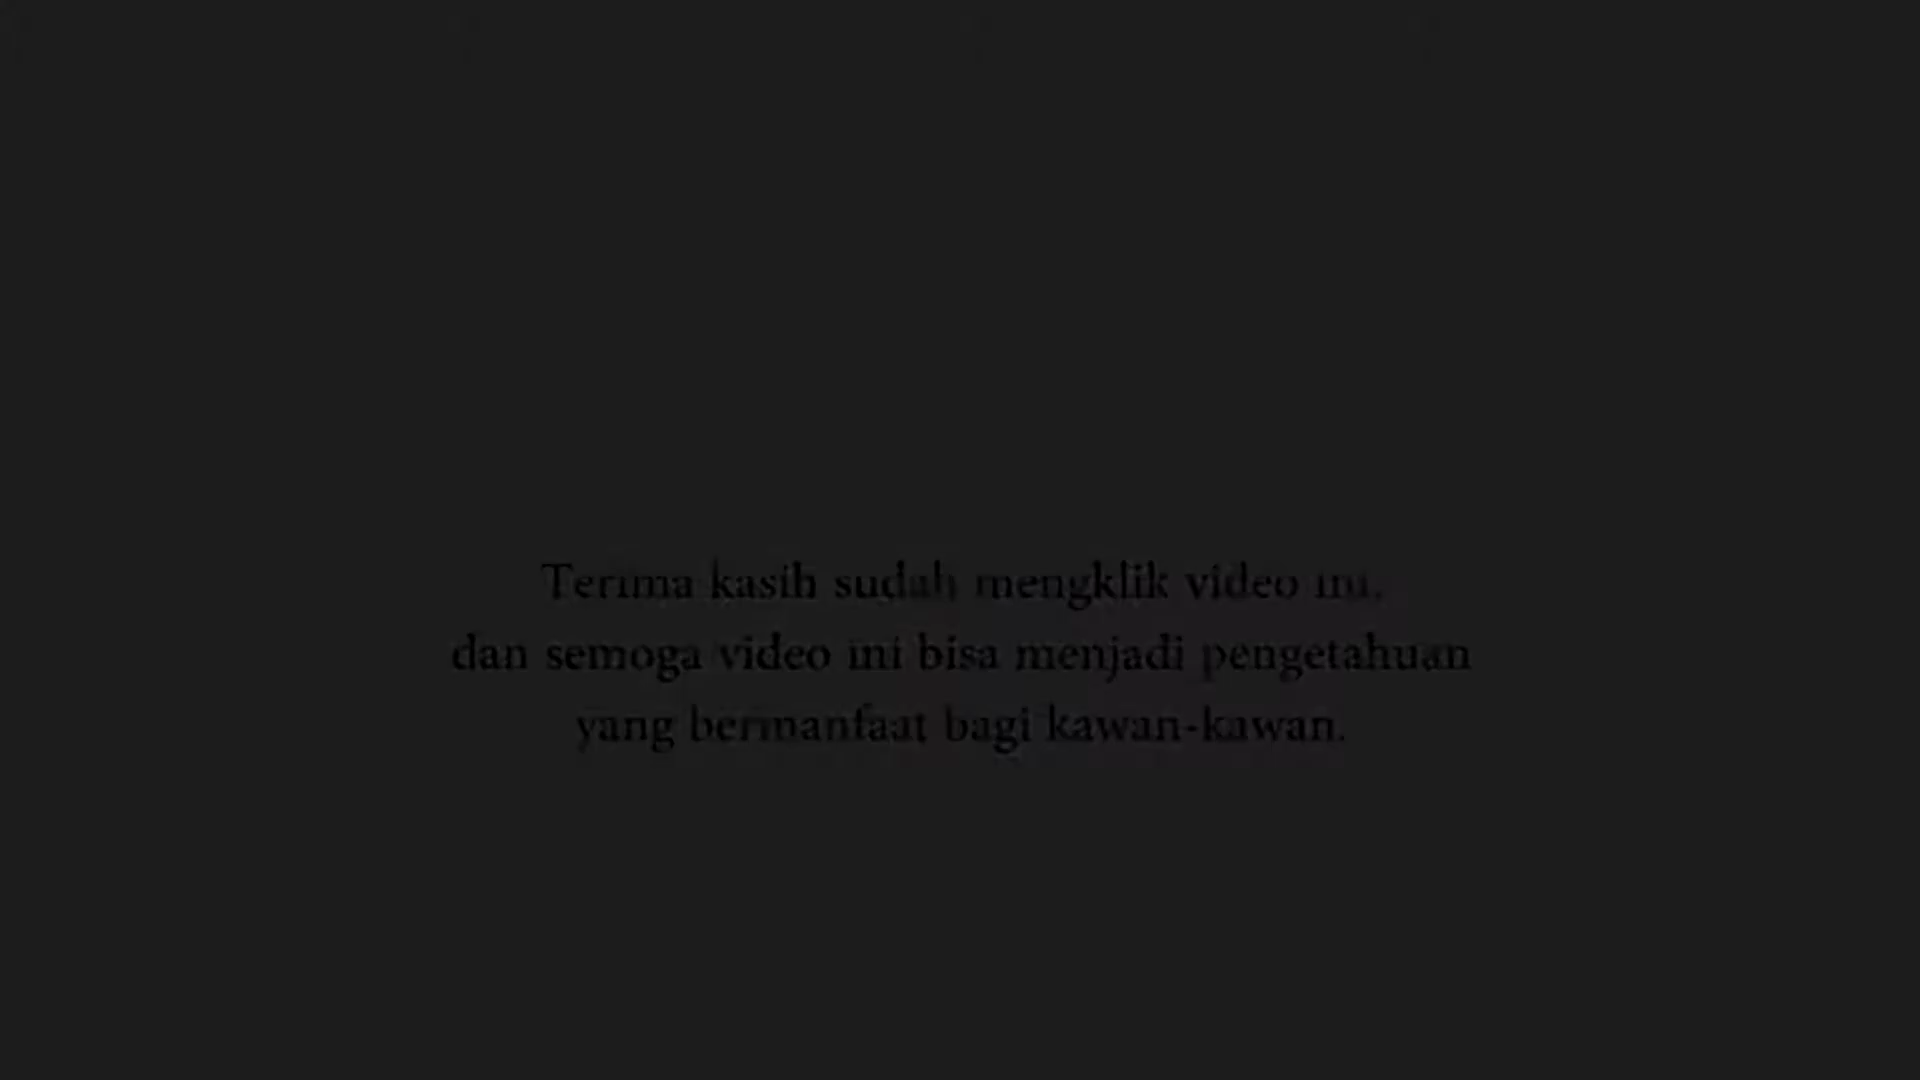 Terima kasih sudah mengklik video ini,
dan semoga video ini bisa menjadi pengetahuan
yang bermanfaat bagi kawan-kawan.